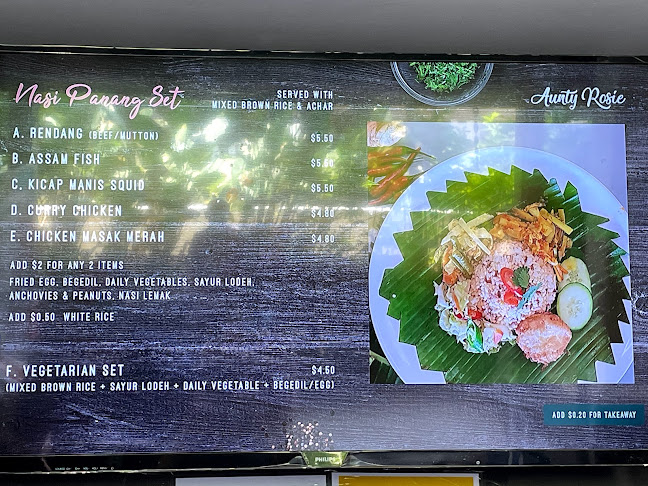 Nasi Panang Set
SERVED WITH
MIXED BROWN RICE & ACHAR
Aunty Rosie
A. RENDANG (BEEF/MUTTON) $5.50
B. ASSAM FISH $5.50
C. KICAP MANIS SQUID $5.50
D. CURRY CHICKEN $4.80
E. CHICKEN MASAK MERAH $4.80
ADD $2 FOR ANY 2 ITEMS
FRIED EGG, BEGEDIL, DAILY VEGETABLES, SAYUR LODEH,
ANCHOVIES & PEANUTS, NASI LEMAK
ADD $0.50 WHITE RICE
F. VEGETARIAN SET $4.50
(MIXED BROWN RICE + SAYUR LODEH + DAILY VEGETABLE + BEGEDIL/EGG)
ADD $0.20 FOR TAKEAWAY
PHILIPS